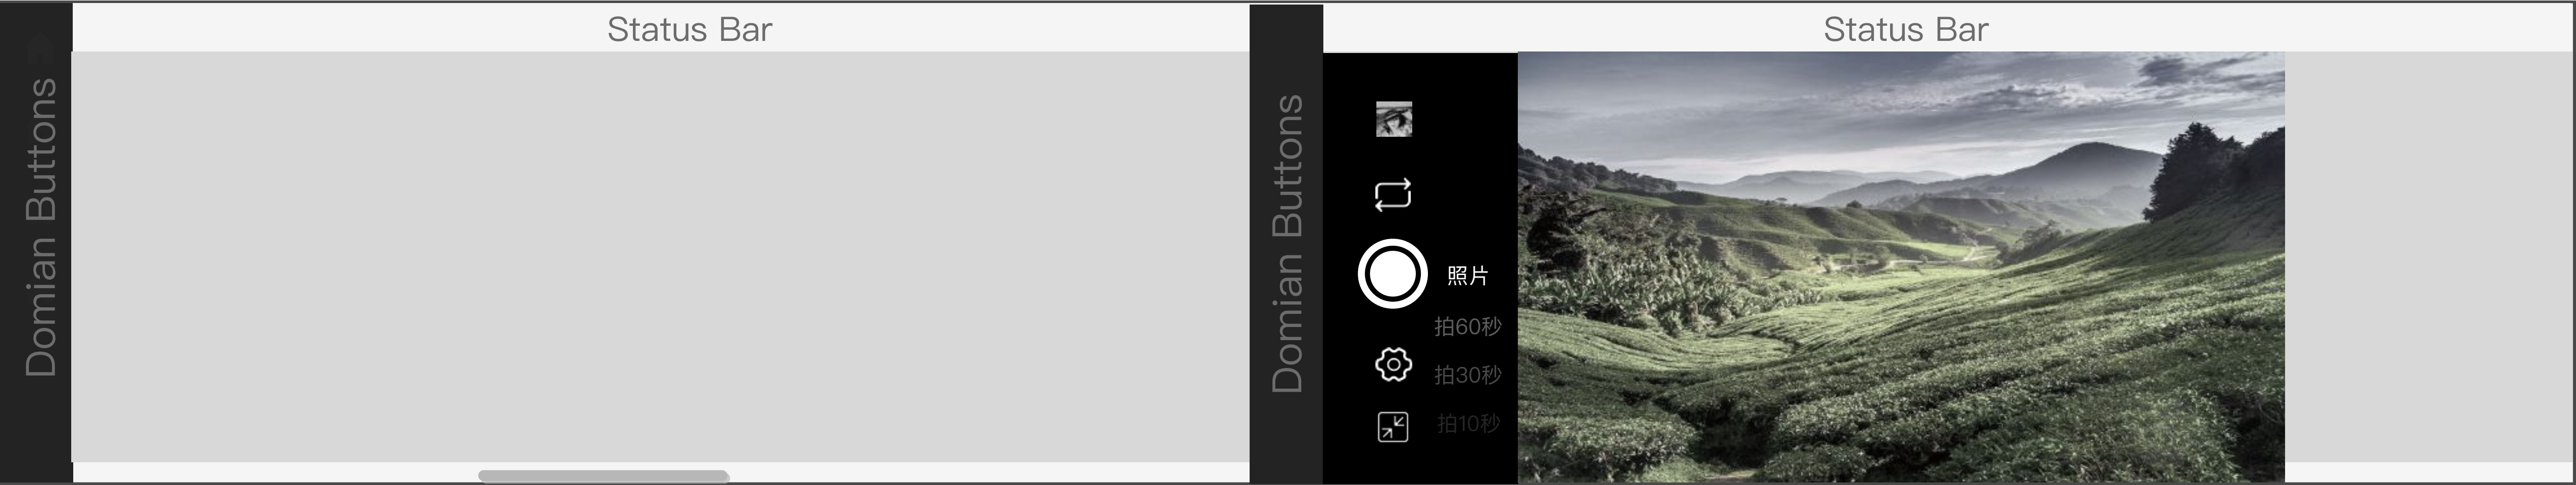 Status Bar
Domian Buttons
Status Bar
Domian Buttons
照片
拍60秒
拍30秒
拍10秒